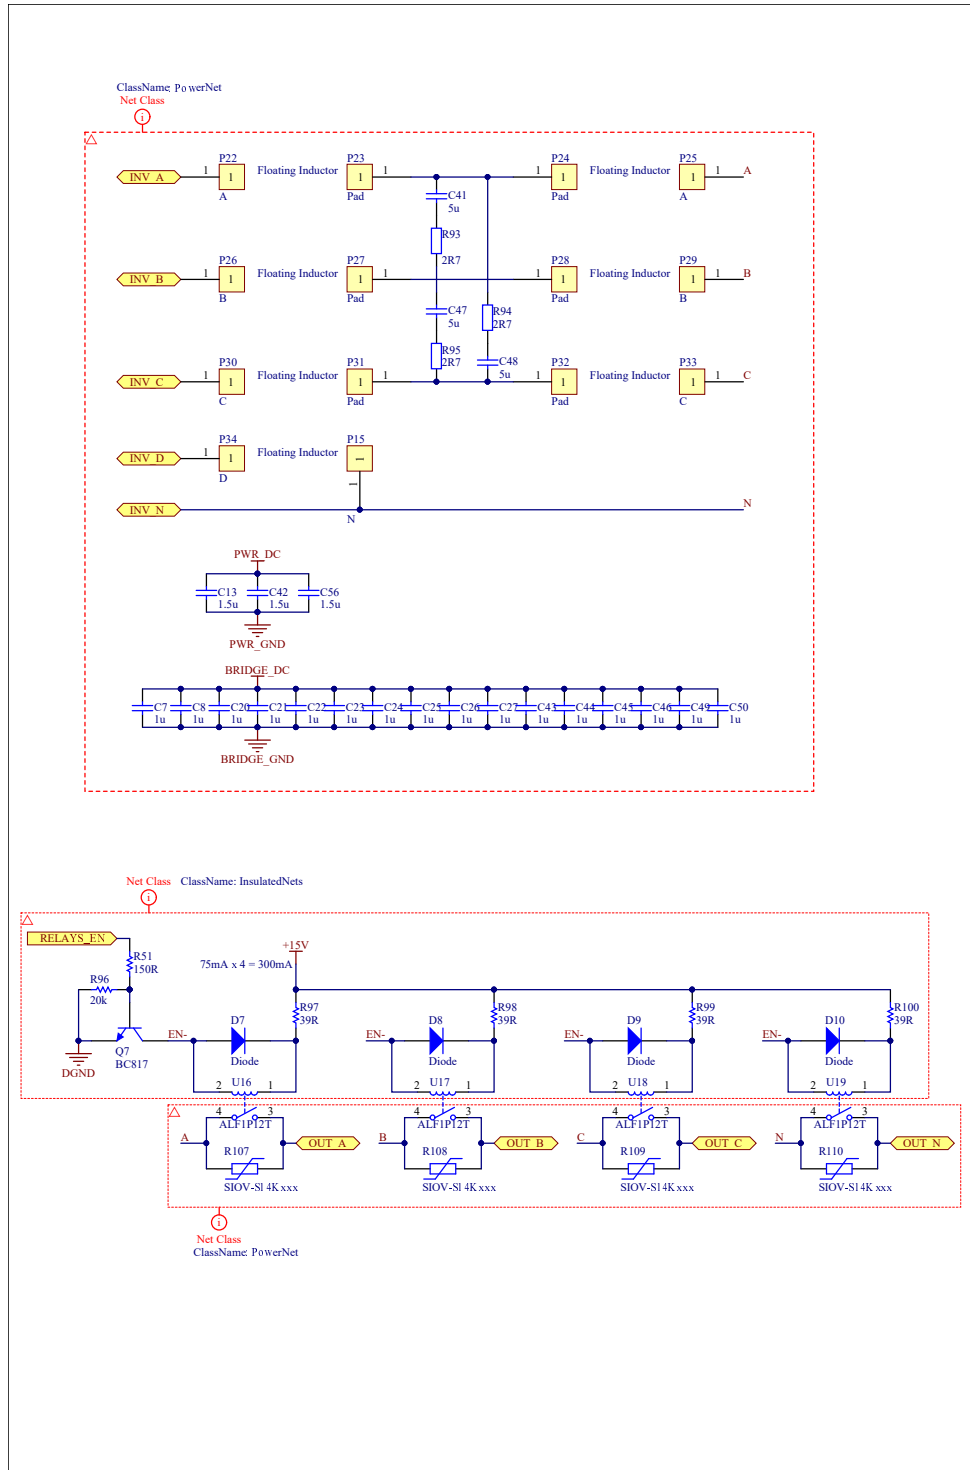 ClassName: PowerNet
Net Class
i
P22 Floating Inductor P23 P24 Floating Inductor P25
INV_A 1 1 1 1 1 1 1 1 A
A Pad Pad A
C41
5u
R93
2R7
P26 Floating Inductor P27 P28 Floating Inductor P29
INV_B 1 1 1 1 1 1 1 1 B
B Pad Pad B
C47
5u
R94
2R7
R95
2R7
C48
5u
P30 Floating Inductor P31 P32 Floating Inductor P33
INV_C 1 1 1 1 1 1 1 1 C
C Pad Pad C
P34 Floating Inductor P15
INV_D 1 1 1
D 1
INV_N N
N
PWR_DC
C13 C42 C56
1.5u 1.5u 1.5u
PWR_GND
BRIDGE_DC
C7 C8 C20 C21 C22 C23 C24 C25 C26 C27 C43 C44 C45 C46 C49 C50
1u 1u 1u 1u 1u 1u 1u 1u 1u 1u 1u 1u 1u 1u 1u 1u
BRIDGE_GND
Net Class ClassName: InsulatedNets
i
RELAYS_EN
+15V
R51
150R
75mA x 4 = 300mA
R96
20k
R97 R98 R99 R100
39R 39R 39R 39R
D7 D8 D9 D10
EN- EN- EN- EN-
Q7
BC817
DGND
Diode Diode Diode Diode
2 U16 1 2 U17 1 2 U18 1 2 U19 1
4 3 4 3 4 3 4 3
ALF1P12T ALF1P12T ALF1P12T ALF1P12T
A OUT_A B OUT_B C OUT_C N OUT_N
R107 R108 R109 R110
SIOV-S14Kxxx SIOV-S14Kxxx SIOV-S14Kxxx SIOV-S14Kxxx
i
Net Class
ClassName: PowerNet